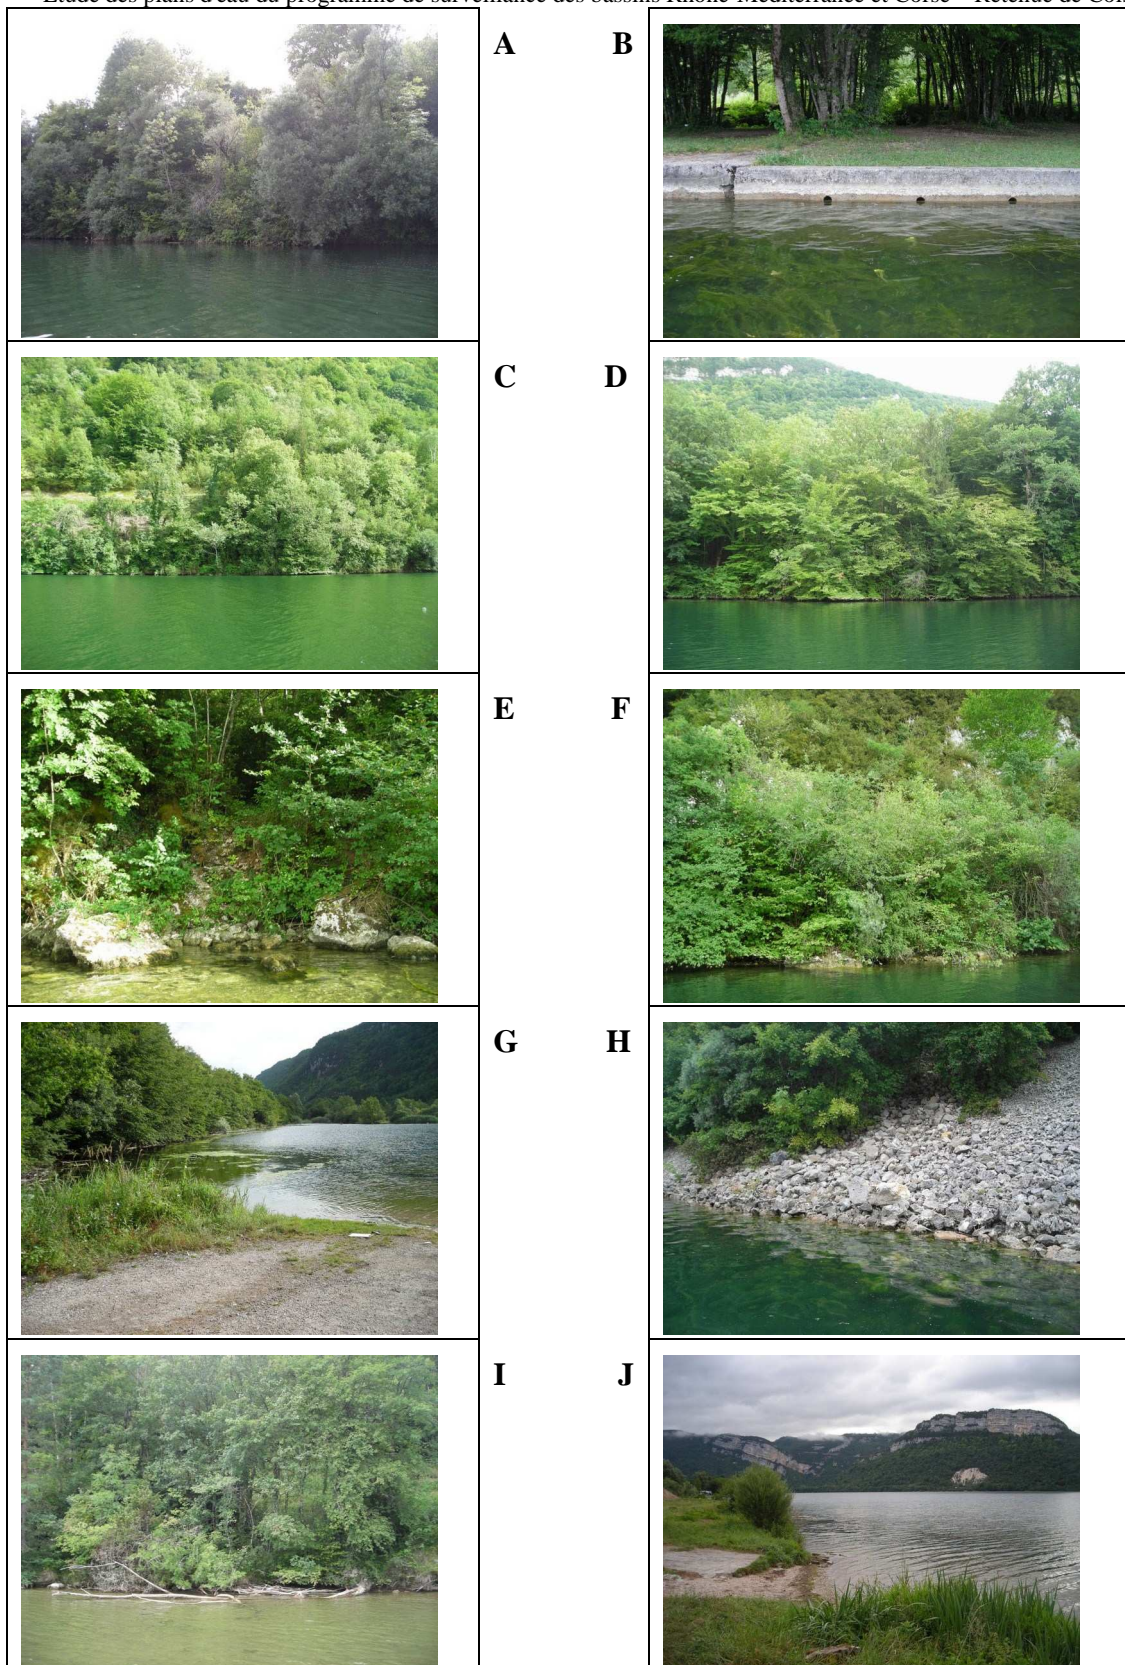 Etude des plans d'eau du programme de surveillance des bassins Rhône-Méditerranée et Corse – Retenue de
A B
C D
E F
G H
I J